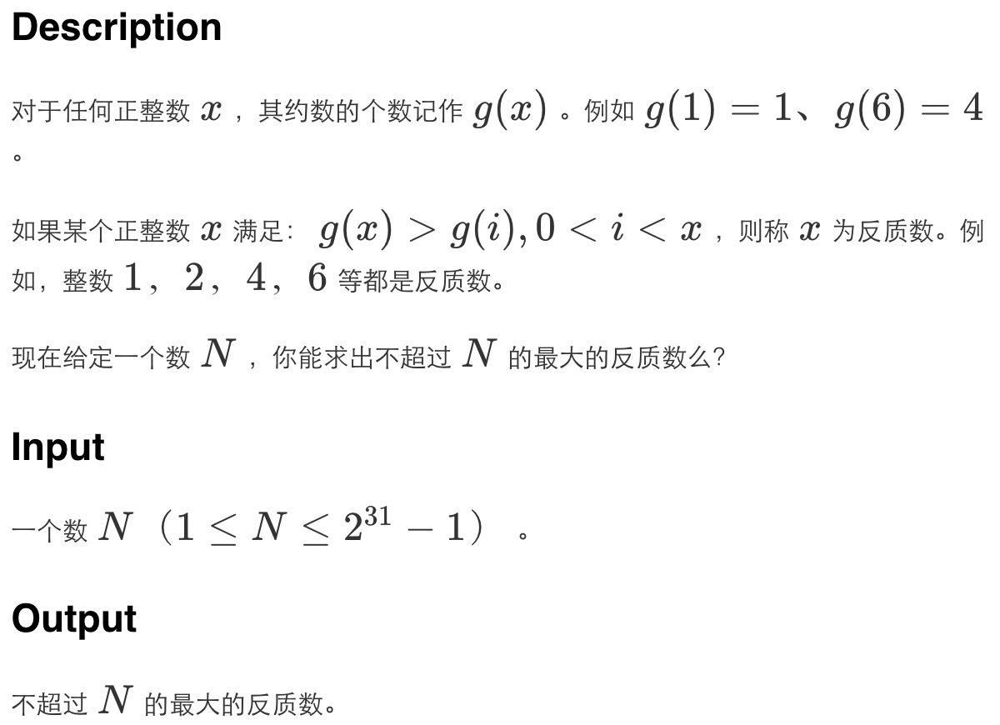 Description
对于任何正整数 x ，其约数的个数记作 g(x) 。例如 g(1) = 1、g(6) = 4
。
如果某个正整数 x 满足： g(x) > g(i), 0 < i < x ，则称 x 为反质数。例
如，整数 1，2，4，6 等都是反质数。
现在给定一个数 N ，你能求出不超过 N 的最大的反质数么？
Input
一个数 N（1 ≤ N ≤ 2^31 − 1） 。
Output
不超过 N 的最大的反质数。